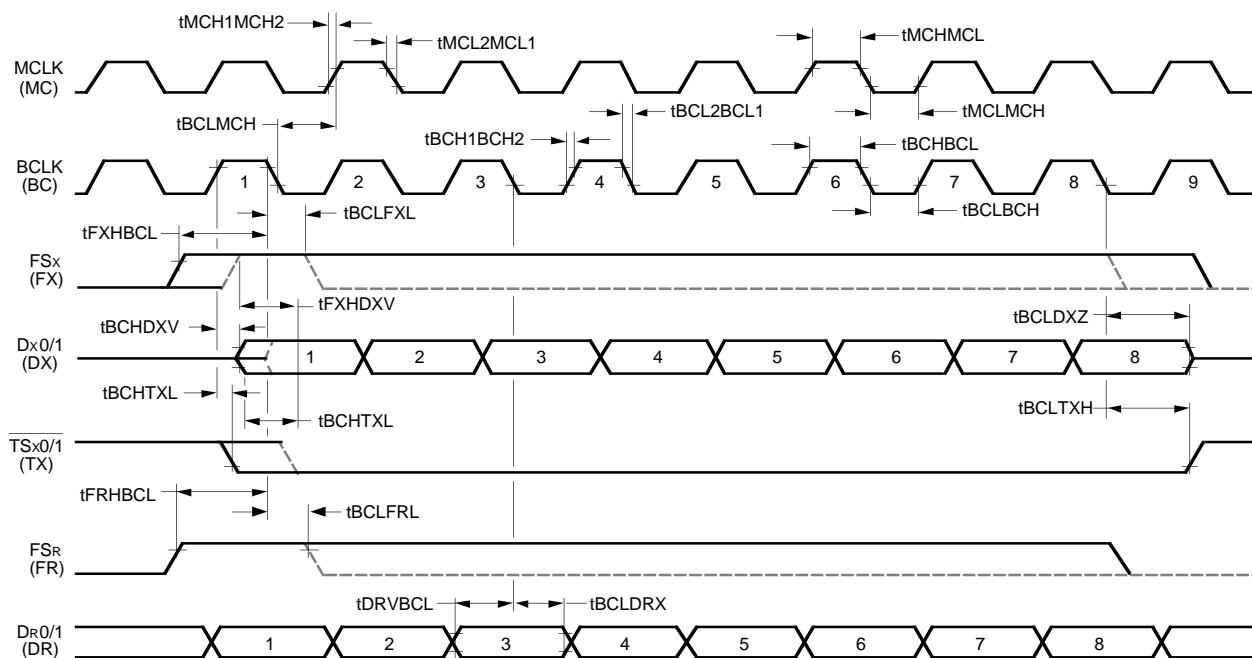 tMCH1MCH2
tMCL2MCL1
tMCHMCL
MCLK
(MC)
tBCLMCH
tBCL2BCL1
tMCLMCH
tBCH1BCH2
tBCHBCL
BCLK
(BC)
1 2 3 4 5 6 7 8 9
tBCLFXL
tBCLBCH
tFXHBCL
FSX
(FX)
tFXHDXV
tBCHDXV
tBCLDXZ
DX0/1
(DX)
1 2 3 4 5 6 7 8
tBCHTXL
tBCHTXL
tBCLTXH
TSX0/1
(TX)
tFRHBCL
tBCLFRL
FSR
(FR)
tDRVBCL
tBCLDRX
DR0/1
(DR)
1 2 3 4 5 6 7 8